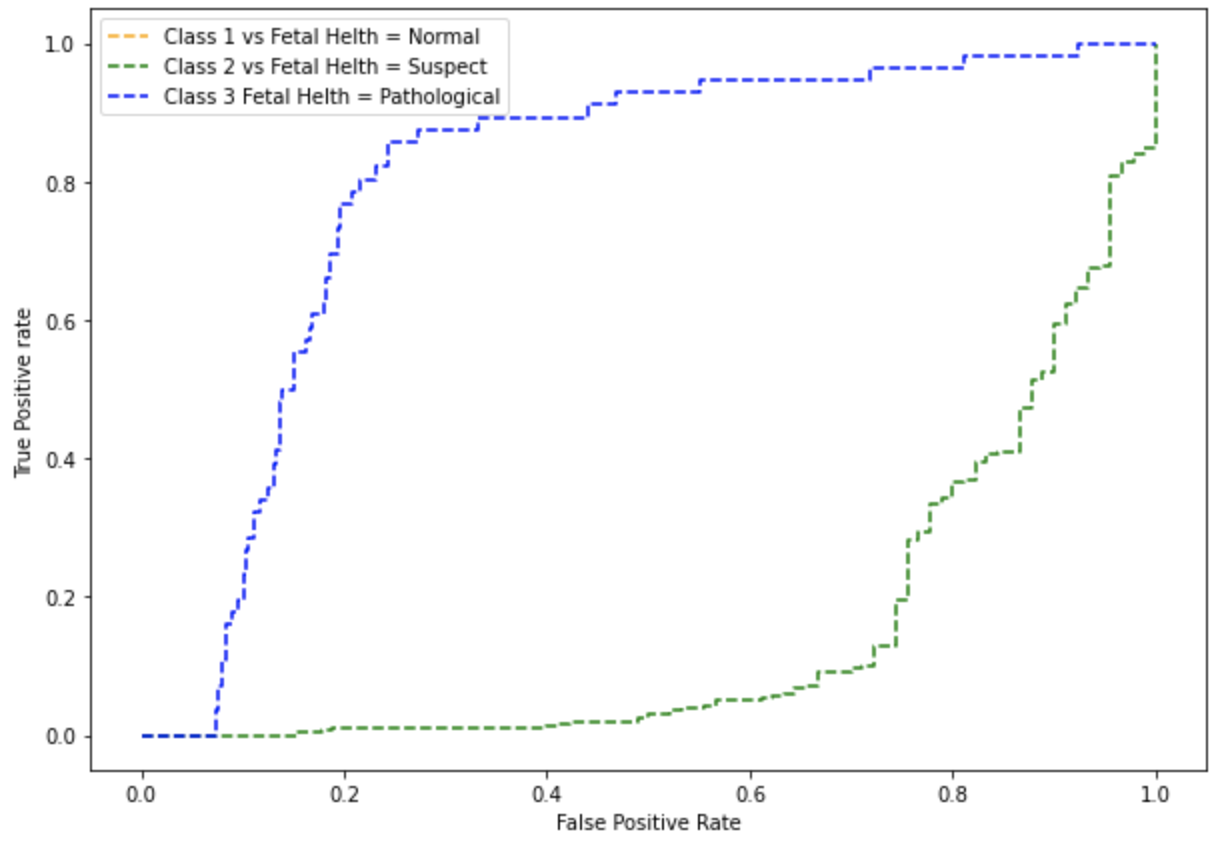 Class 1 vs Fetal Helth = Normal
Class 2 vs Fetal Helth = Suspect
Class 3 Fetal Helth = Pathological
1.0
0.8
0.6
0.4
0.2
0.0
True Positive rate
0.0 0.2 0.4 0.6 0.8 1.0
False Positive Rate